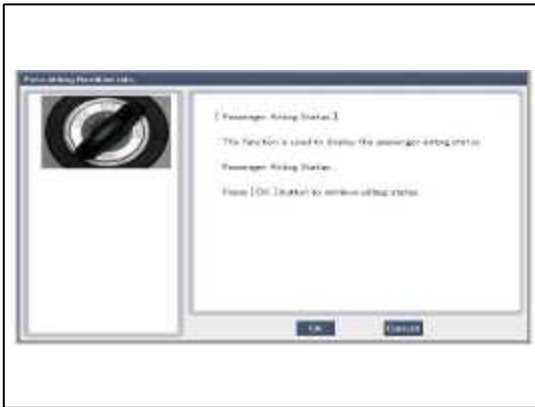 [ Passenger Airbag Status ]
This function is used to display the passenger airbag status
Passenger Airbag Status
Press [ OK ] button to retrieve airbag status
OK
Cancel